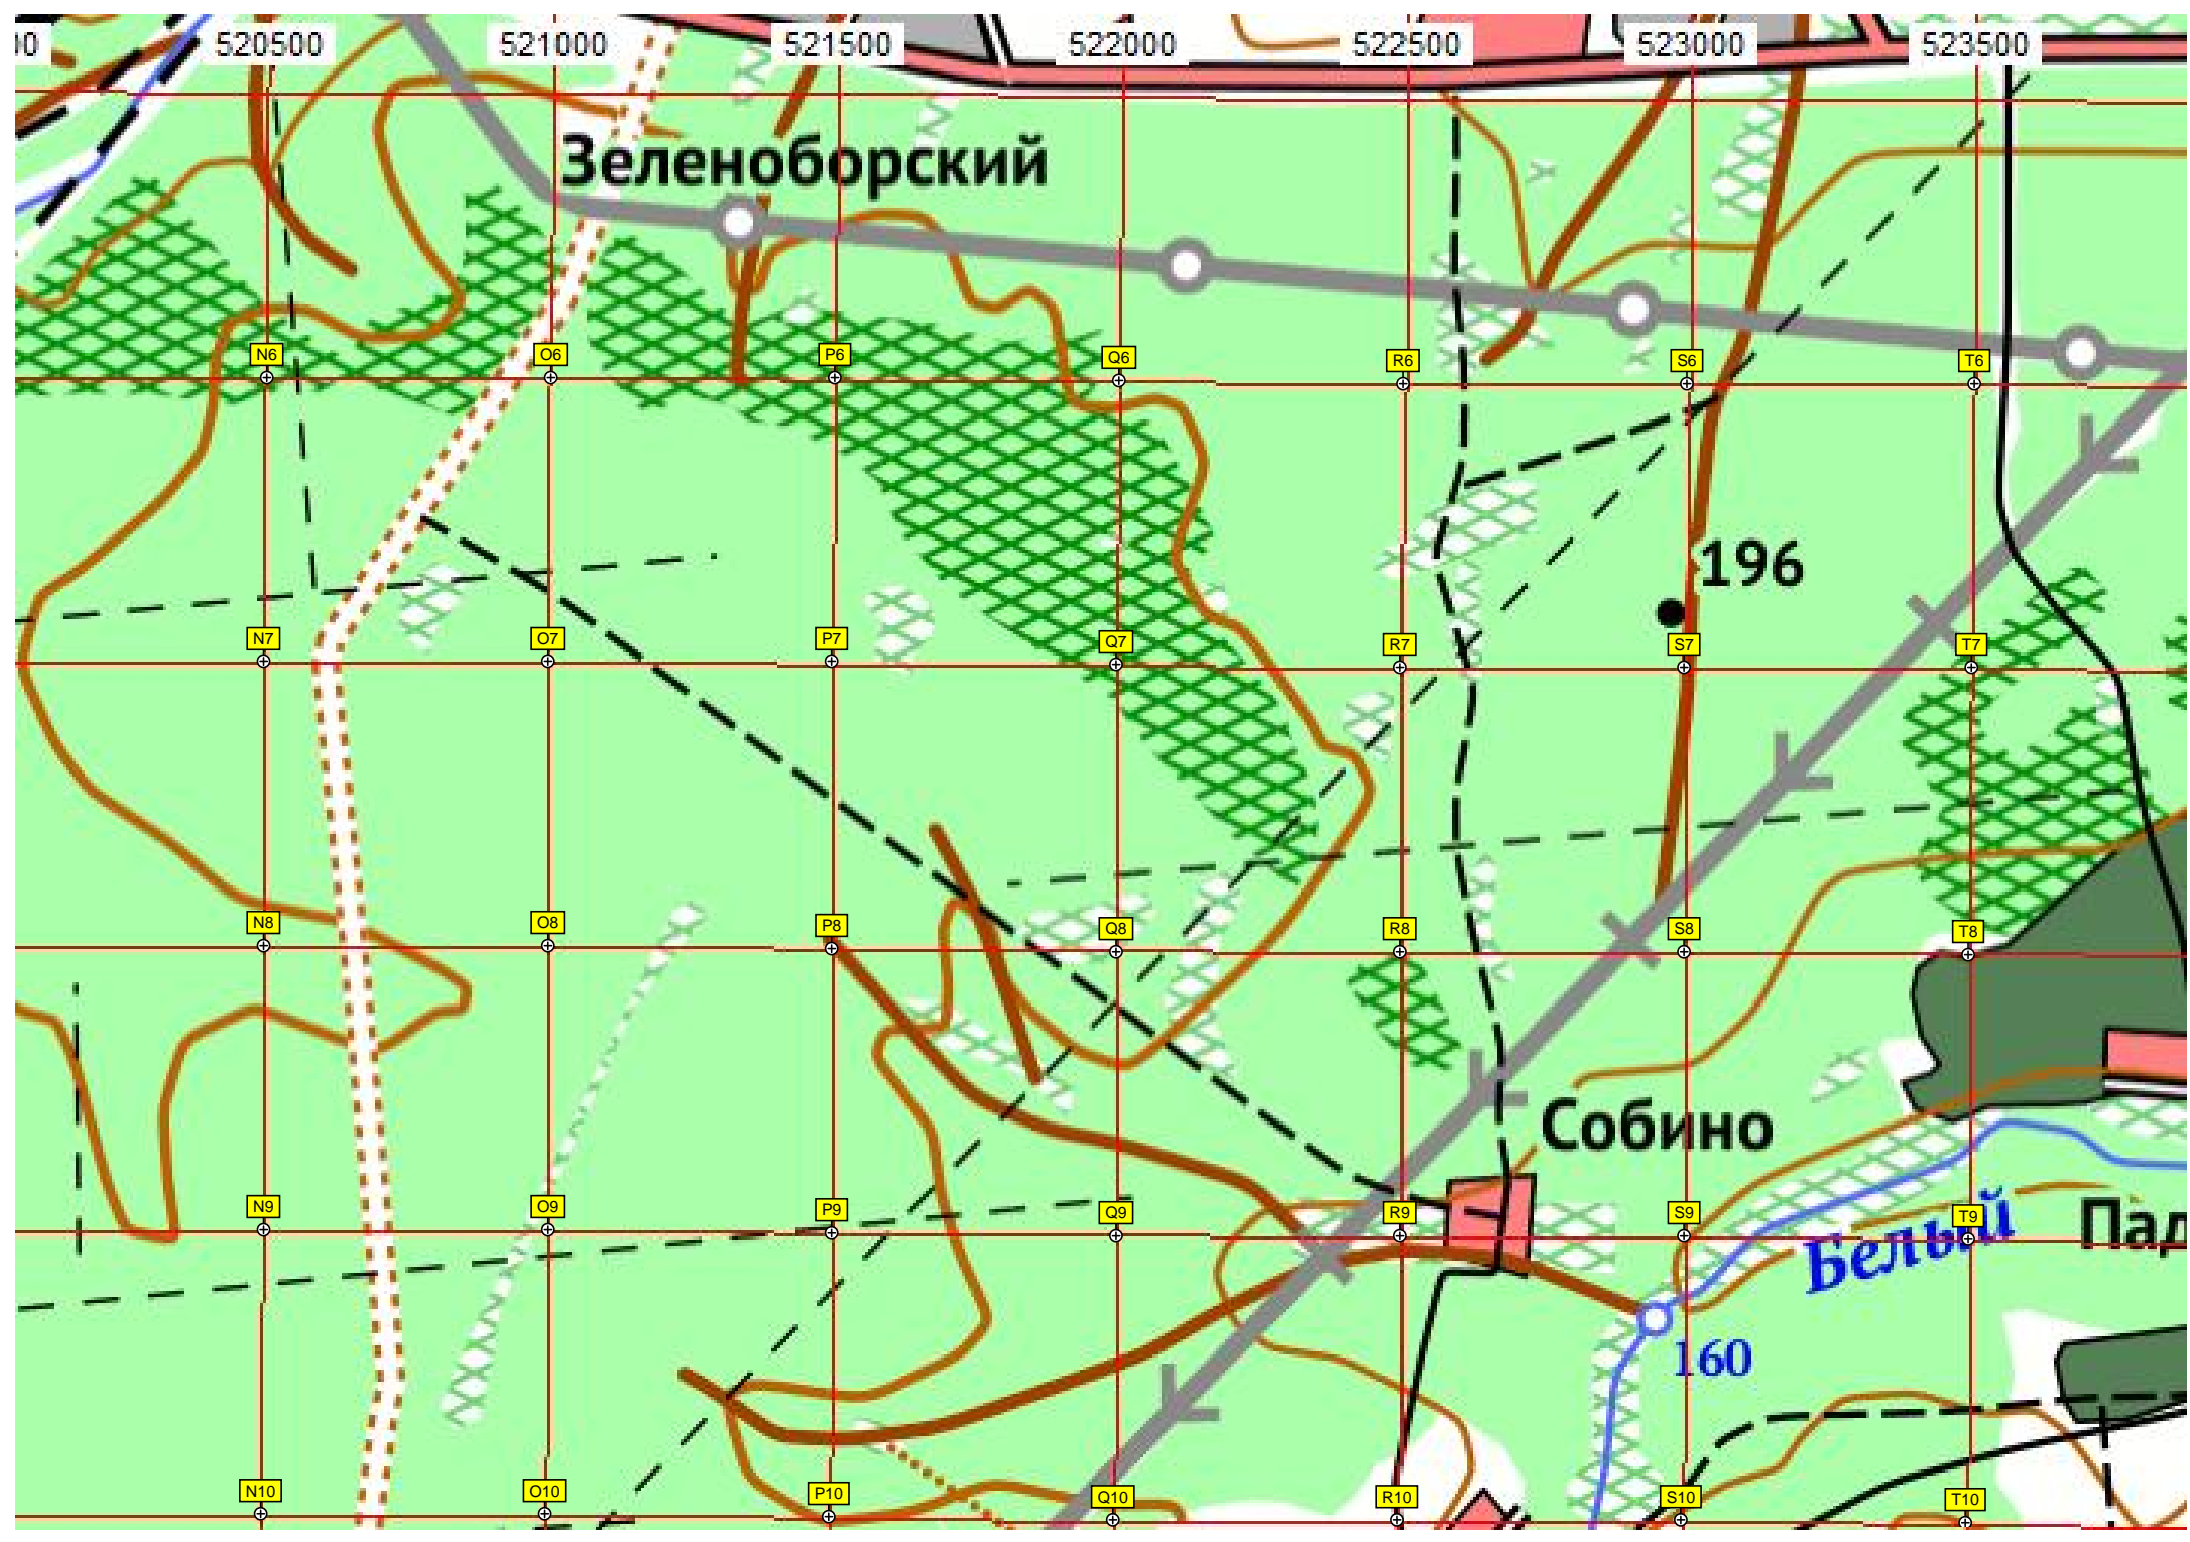 00 520500 521000 521500 522000 522500 523000 523500
Зеленоборский
N6 O6 P6 Q6 R6 S6 T6
196
N7 O7 P7 Q7 R7 S7 T7
N8 O8 P8 Q8 R8 S8 T8
Собино
N9 O9 P9 Q9 R9 S9 T9
Белый
Пад
160
N10 O10 P10 Q10 R10 S10 T10